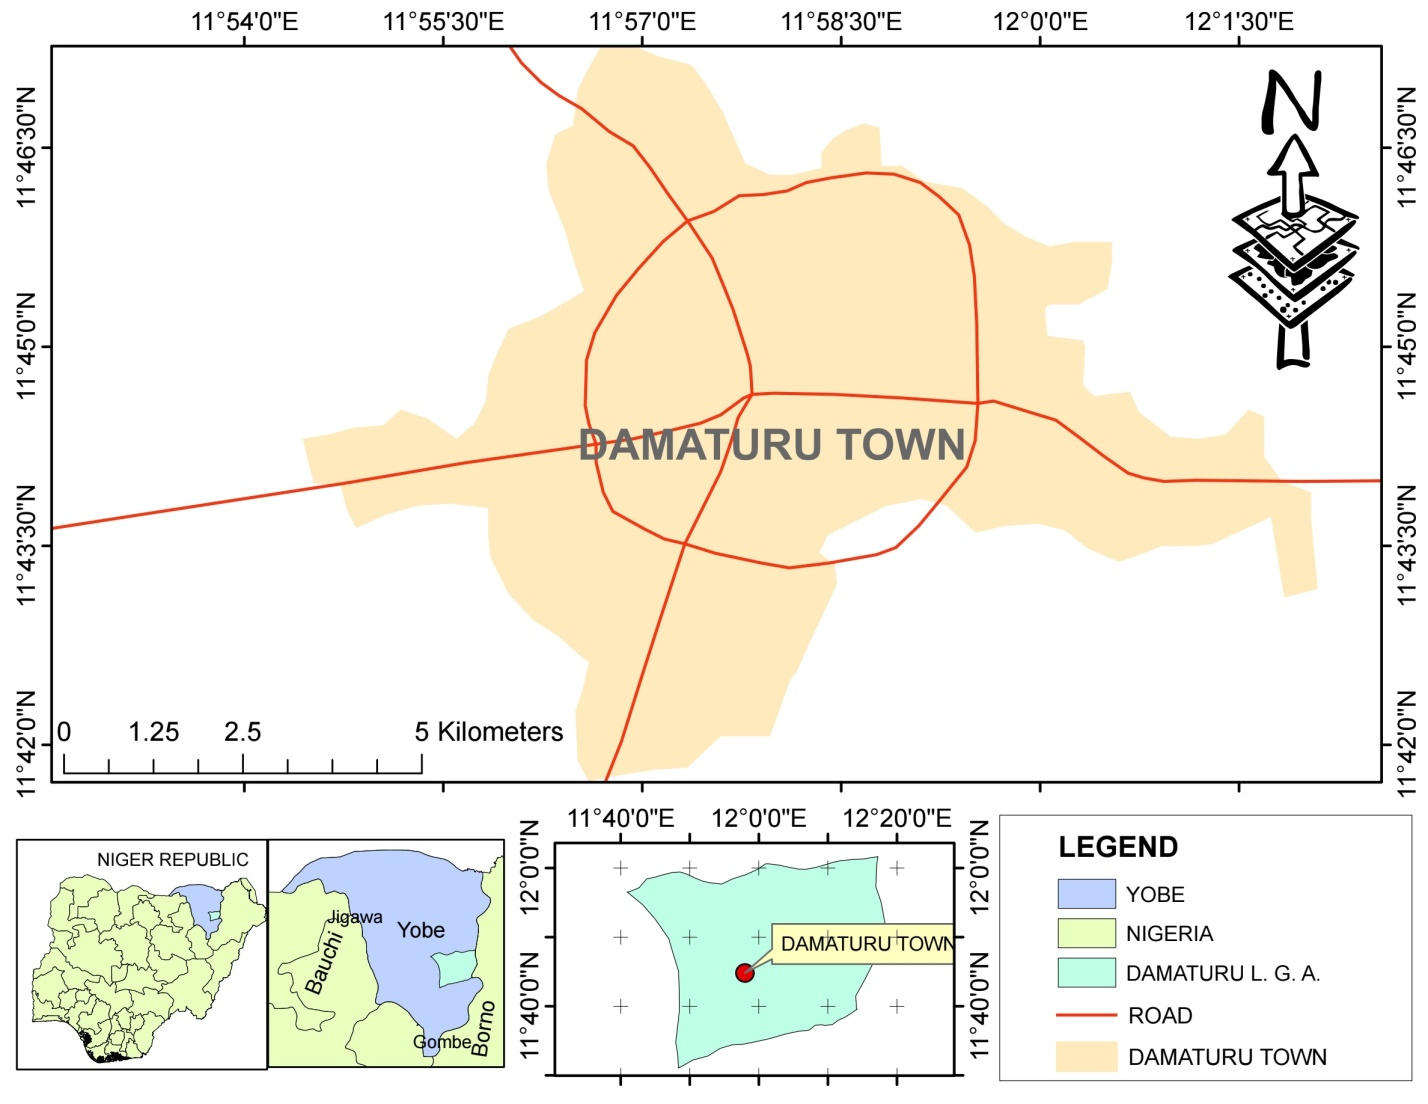 11°54'0"E 11°55'30"E 11°57'0"E 11°58'30"E 12°0'0"E 12°1'30"E
11°46'30"N
11°45'0"N
11°43'30"N
11°42'0"N
N
11°46'30"N
11°45'0"N
11°43'30"N
11°42'0"N
DAMATURU TOWN
0 1.25 2.5 5 Kilometers
NIGER REPUBLIC
Jigawa
Yobe
Bauchi
Gombe
Borno
11°40'0"E 12°0'0"E 12°20'0"E
12°0'0"N
11°40'0"N
12°0'0"N
11°40'0"N
DAMATURU TOWN
LEGEND
YOBE
NIGERIA
DAMATURU L. G. A.
ROAD
DAMATURU TOWN